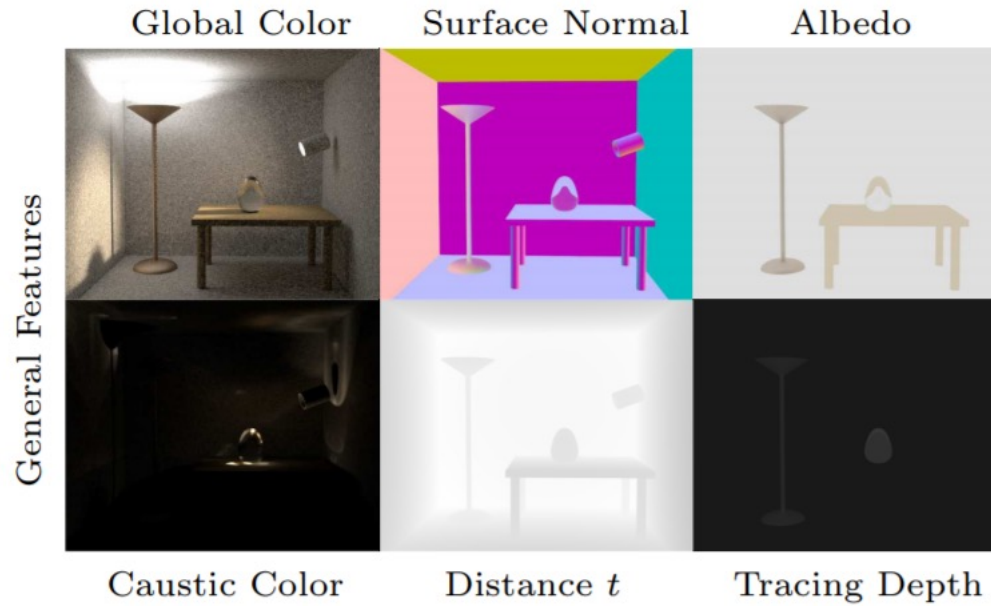 Global Color
Surface Normal
Albedo
General Features
Caustic Color
Distance t
Tracing Depth